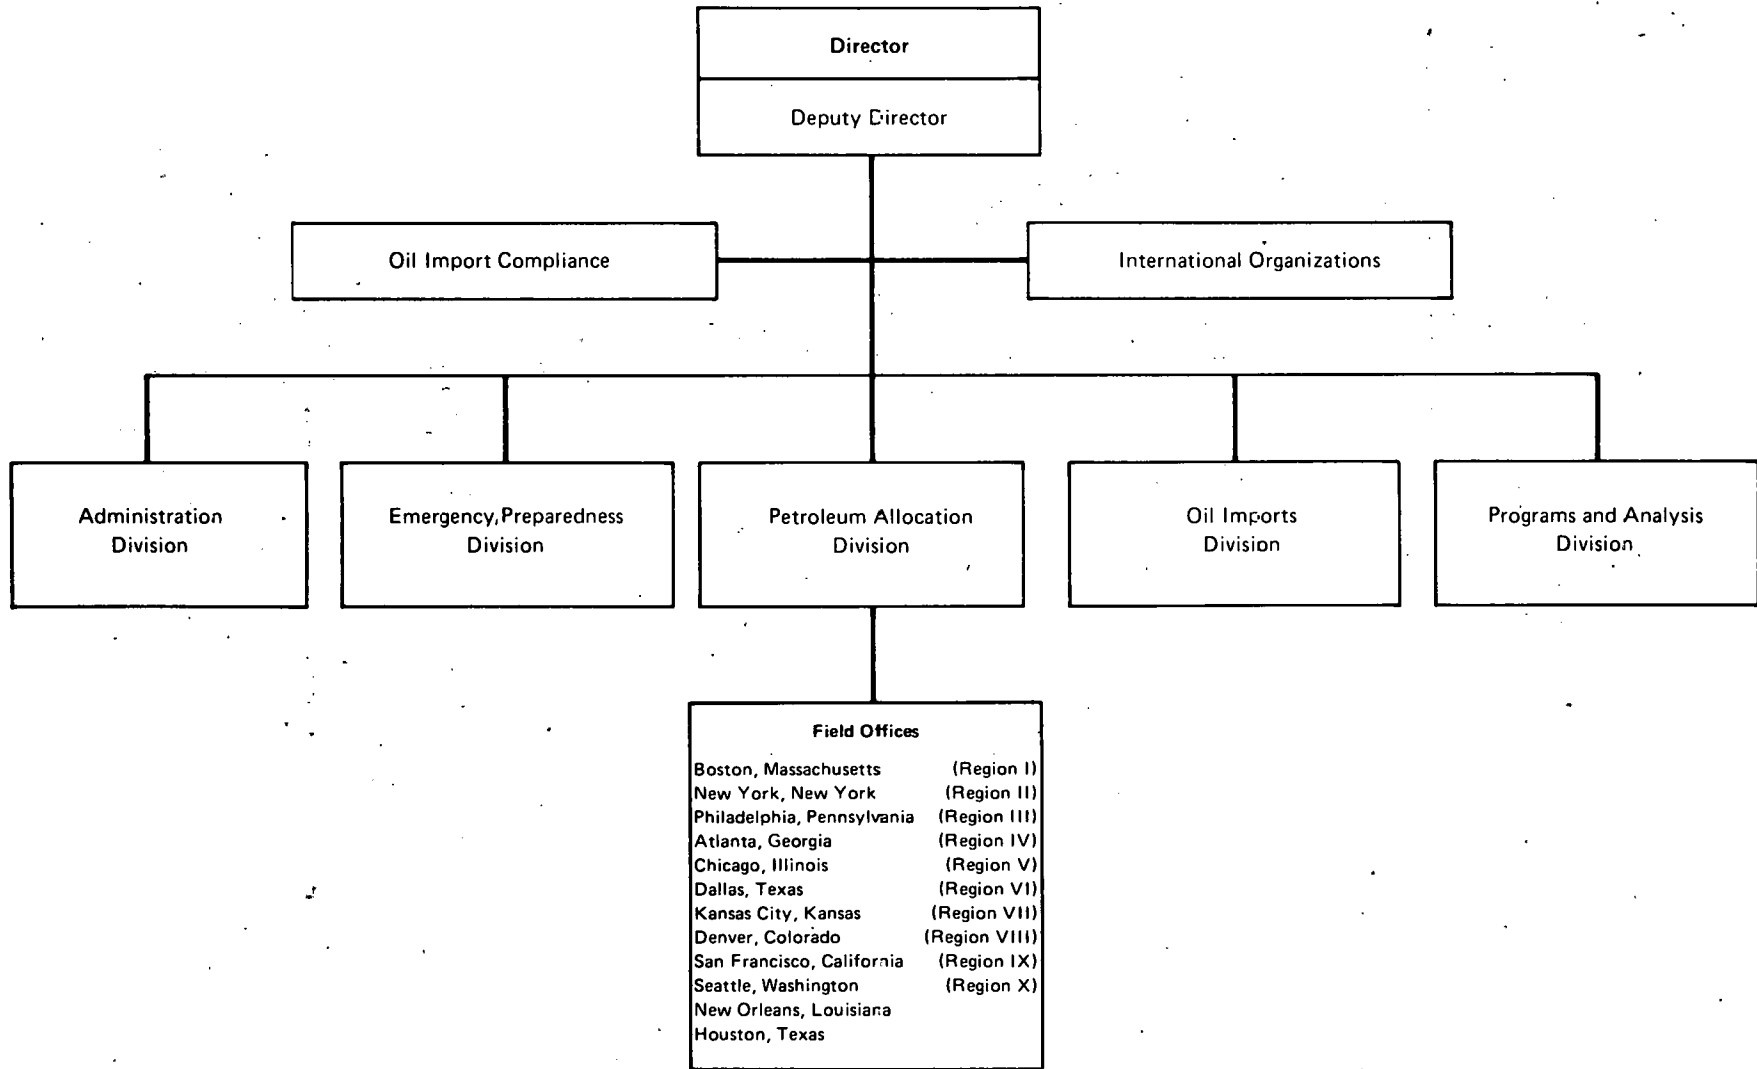 Director
Deputy Director
Oil Import Compliance
International Organizations
Administration
Division
Emergency Preparedness
Division
Petroleum Allocation
Division
Oil Imports
Division
Programs and Analysis
Division
Field Offices
Boston, Massachusetts (Region I)
New York, New York (Region II)
Philadelphia, Pennsylvania (Region III)
Atlanta, Georgia (Region IV)
Chicago, Illinois (Region V)
Dallas, Texas (Region VI)
Kansas City, Kansas (Region VII)
Denver, Colorado (Region VIII)
San Francisco, California (Region IX)
Seattle, Washington (Region X)
New Orleans, Louisiana
Houston, Texas